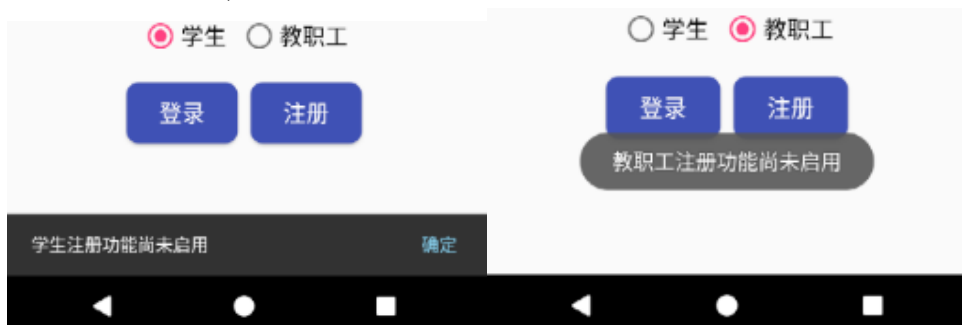 学生 教职工
登录 注册
学生注册功能尚未启用 确定
学生 教职工
登录 注册
教职工注册功能尚未启用